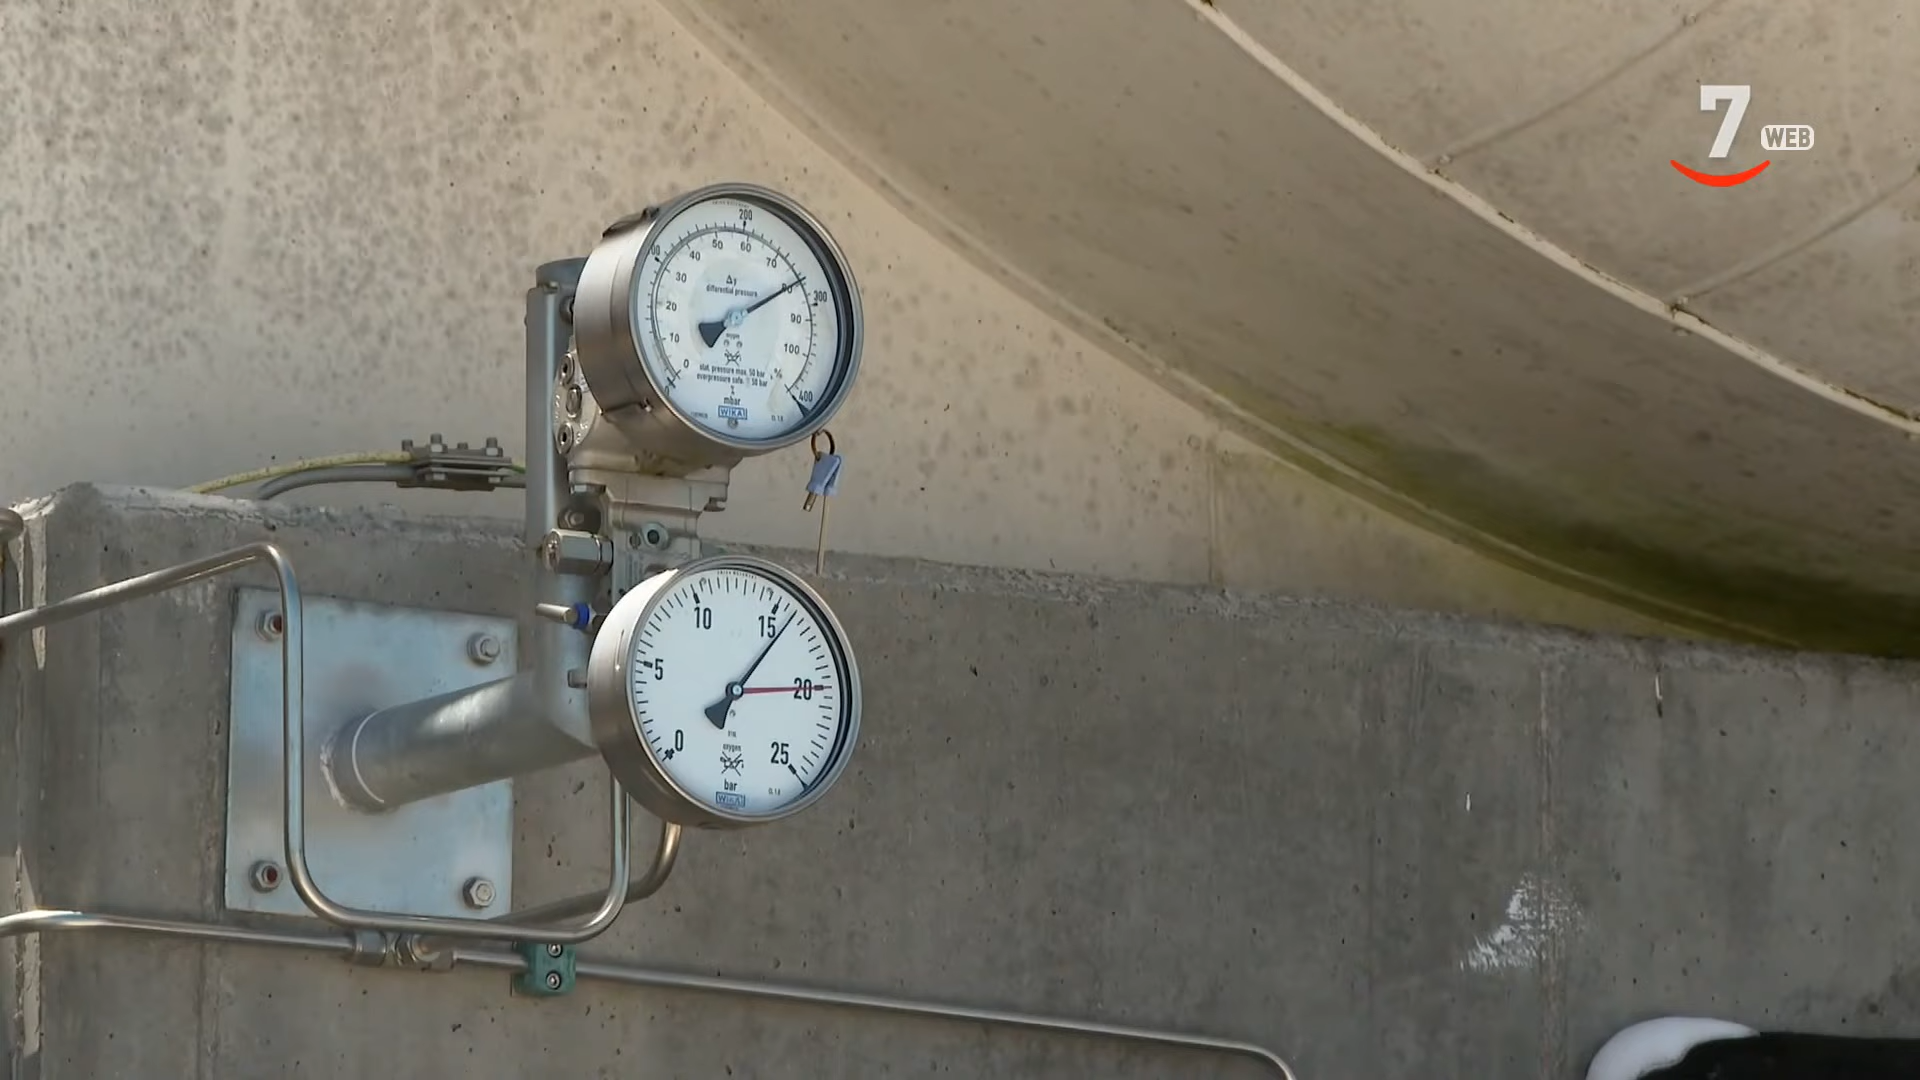 7
WEB
200
300
400
0
0
10
20
30
40
50
60
70
80
90
100
%
Δp
differential pressure
oxygen
stat. pressure max. 50 bar
overpressure safe
50 bar
mbar
WIKA
0
5
10
15
20
25
oxygen
bar
WIKA